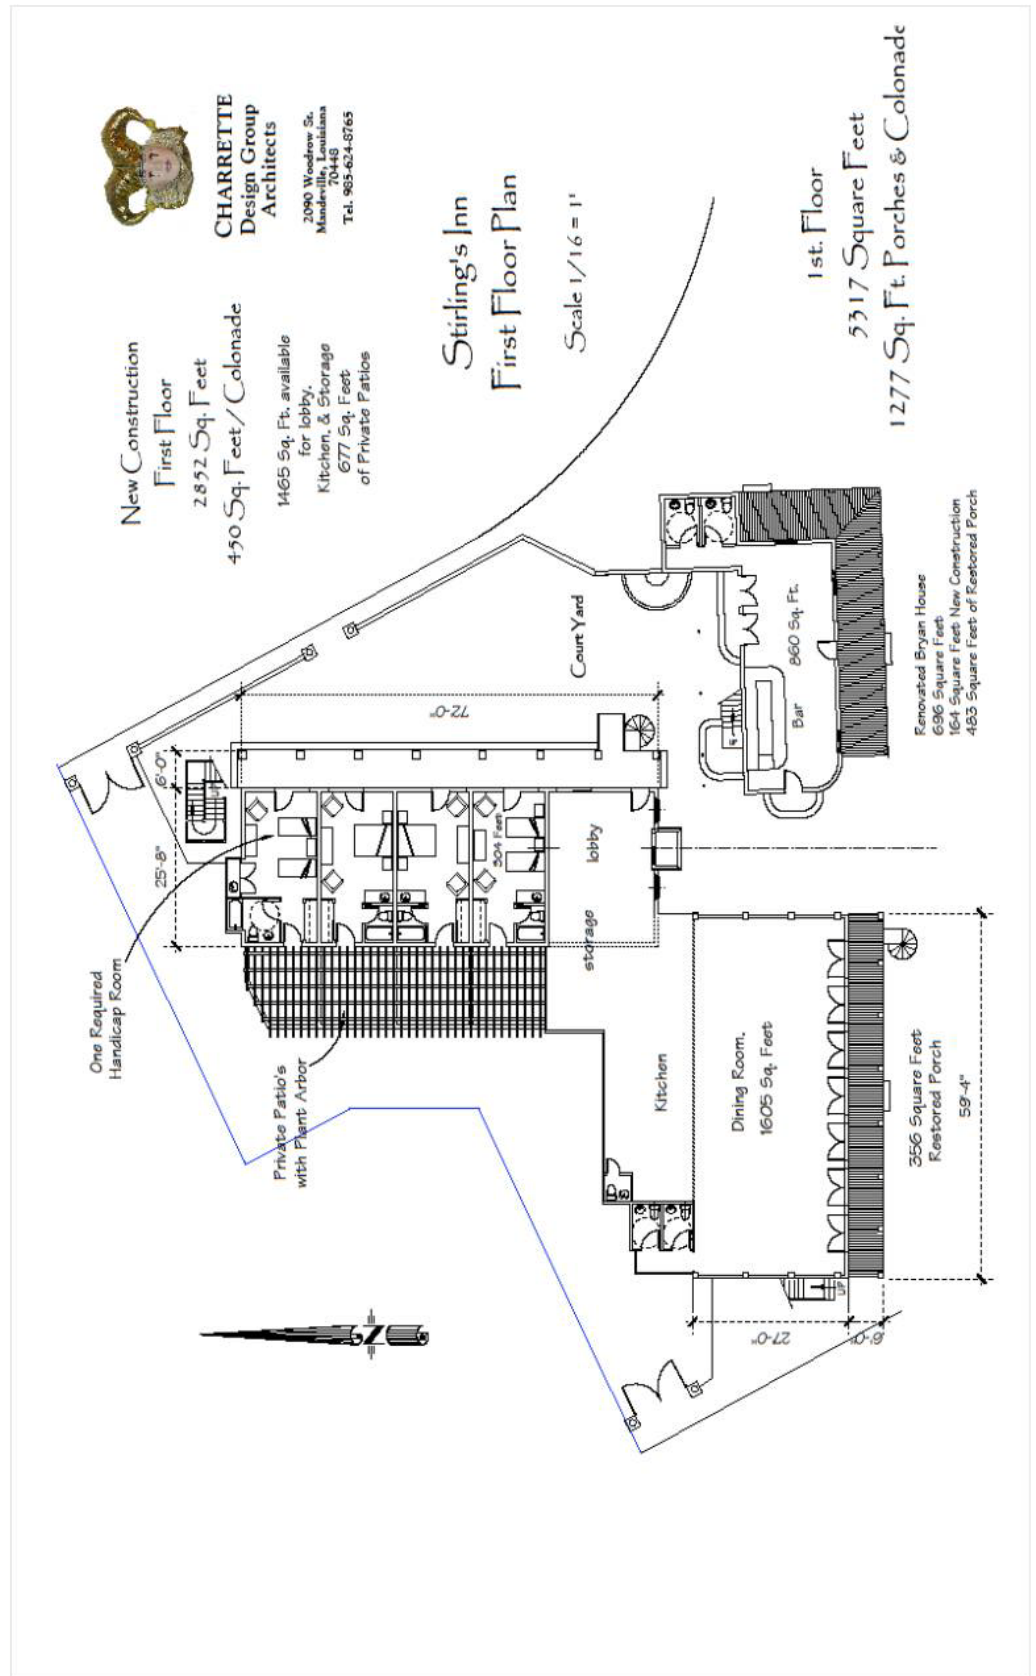 CHARRETTE
Design Group
Architects
2090 Woodrow St.
Mandeville, Louisiana
70448
Tel. 985-624-8765
New Construction
First Floor
2832 Sq. Feet
450 Sq. Feet / Colonade
1465 Sq. Ft. available
for lobby.
Kitchen, & Storage
677 Sq. Feet
of Private Patios
Stirling's Inn
First Floor Plan
Scale 1/16 = 1'
1st. Floor
5317 Square Feet
1277 Sq. Ft. Porches & Colonade
One Required
Handicap Room
25'-8"
6'-0"
UP
72'-0"
Court Yard
304 Feet
lobby
storage
Private Patio's
with Plant Arbor
Kitchen
Dining Room.
1605 Sq. Feet
Bar
860 Sq. Ft.
Renovated Bryan House
696 Square Feet
164 Square Feet New Construction
483 Square Feet of Restored Porch
356 Square Feet
Restored Porch
59'-4"
27'-0"
6'-0"
UP
N